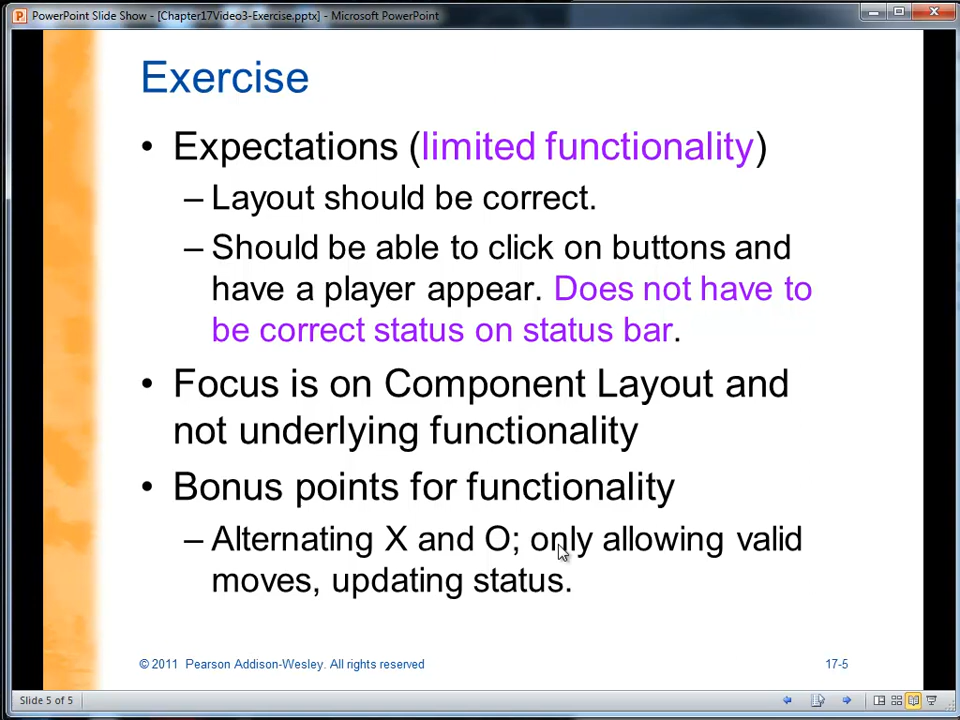 PowerPoint Slide Show - [Chapter17Video3-Exercise.pptx] - Microsoft PowerPoint
Exercise
• Expectations (limited functionality)
– Layout should be correct.
– Should be able to click on buttons and
have a player appear. Does not have to
be correct status on status bar.
• Focus is on Component Layout and
not underlying functionality
• Bonus points for functionality
– Alternating X and O; only allowing valid
moves, updating status.
© 2011 Pearson Addison-Wesley. All rights reserved
17-5
Slide 5 of 5